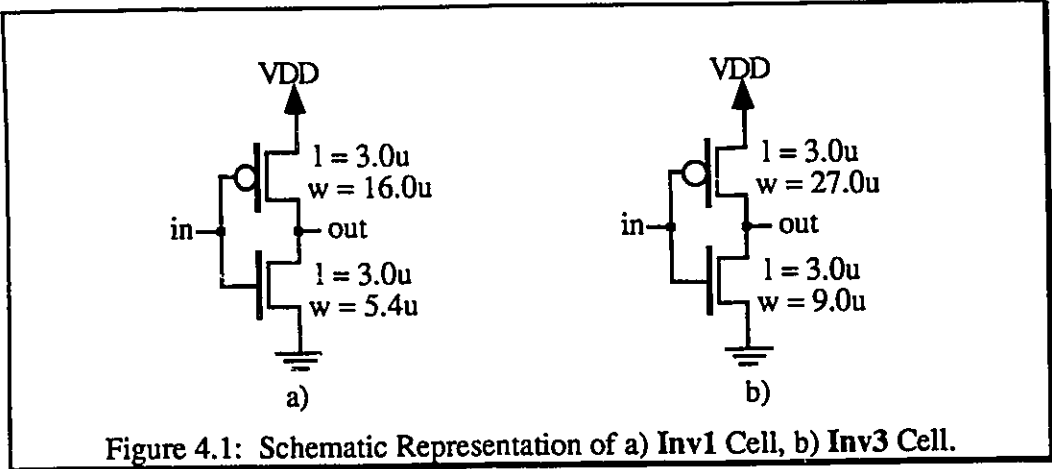 VDD
l = 3.0u
w = 16.0u
in
out
l = 3.0u
w = 5.4u
a)
VDD
l = 3.0u
w = 27.0u
in
out
l = 3.0u
w = 9.0u
b)
Figure 4.1: Schematic Representation of a) Inv1 Cell, b) Inv3 Cell.